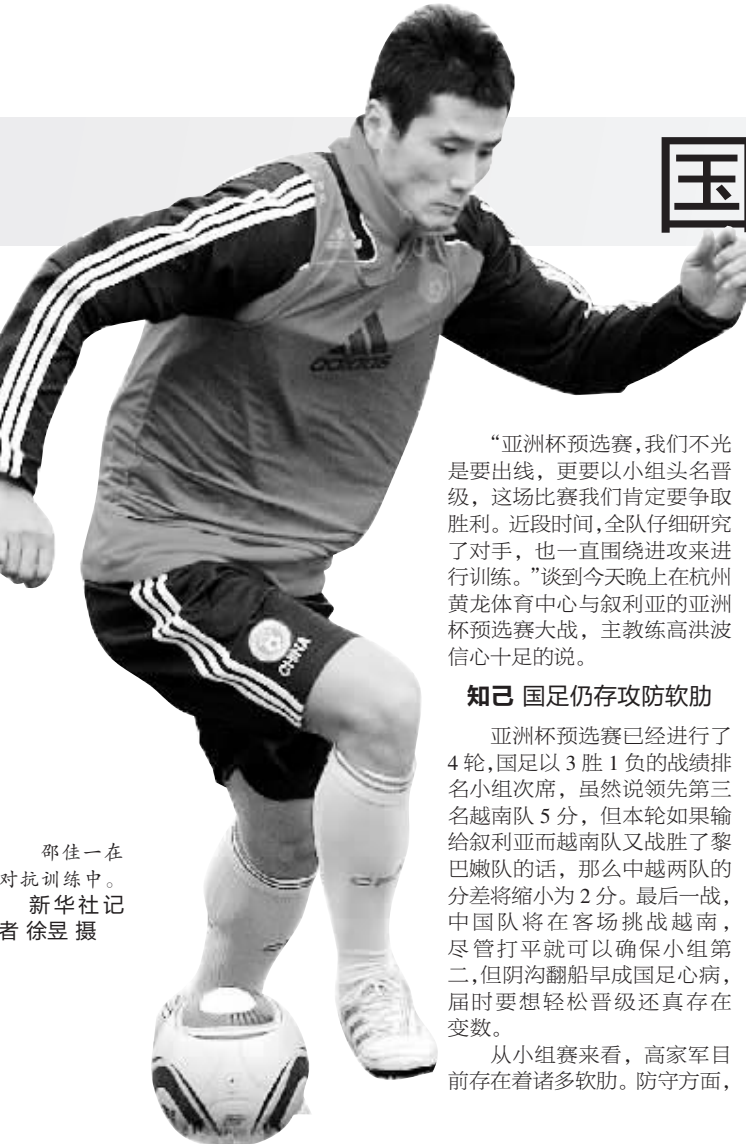 国
adidas
CHINA
“亚洲杯预选赛，我们不光
是要出线，更要以小组头名晋
级，这场比赛我们肯定要争取
胜利。近段时间，全队仔细研究
了对手，也一直围绕进攻来进
行训练。”谈到今天晚上在杭州
黄龙体育中心与叙利亚的亚洲
杯预选赛大战，主教练高洪波
信心十足的说。
知己 国足仍存攻防软肋
亚洲杯预选赛已经进行了
4轮，国足以3胜1负的战绩排
名小组次席，虽然说领先第三
名越南队5分，但本轮如果输
给叙利亚而越南队又战胜了黎
巴嫩队的话，那么中越两队的
分差将缩小为2分。最后一战，
中国队将在客场挑战越南，
尽管打平就可以确保小组第
二，但阴沟翻船早成国足心病，
届时要想轻松晋级还真存在
变数。
从小组赛来看，高家军目
前存在着诸多软肋。防守方面，
邵佳一在
对抗训练中。
新华社记
者 徐昱 摄